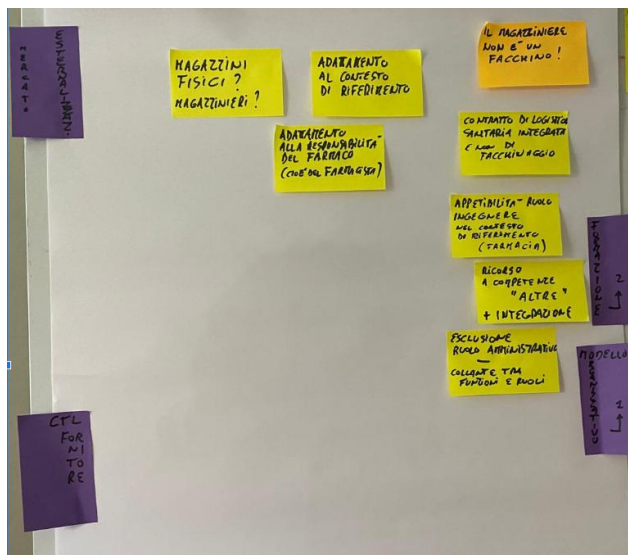 MERCATO
ESTERNALIZZAZ.
MAGAZZINI
FISICI?
MAGAZZINIERI?
ADATTAMENTO
AL CONTESTO
DI RIFERIMENTO
IL MAGAZZINIERE
NON E' UN
FACCHINO!
ADATTAMENTO
ALLA RESPONSABILITA'
DEL FARMACO
(CIOE' DEL FARMACISTA)
CONTRATTO DI LOGISTICA
SANITARIA INTEGRATA
E NON DI
FACCHINAGGIO
APPETIBILITA' RUOLO
INGEGNERE
NEL CONTESTO
DI RIFERIMENTO
(FARMACIA)
FORMAZIONE
2
RICORSO
A COMPETENZE
"ALTRE"
+ INTEGRAZIONE
ESCLUSIONE
RUOLO AMMINISTRATIVO
—
COLLANTE TRA
FUNZIONI E RUOLI
MODELLO
ORGANIZZATIVO
1
CTL
FOR
NI
TO
RE